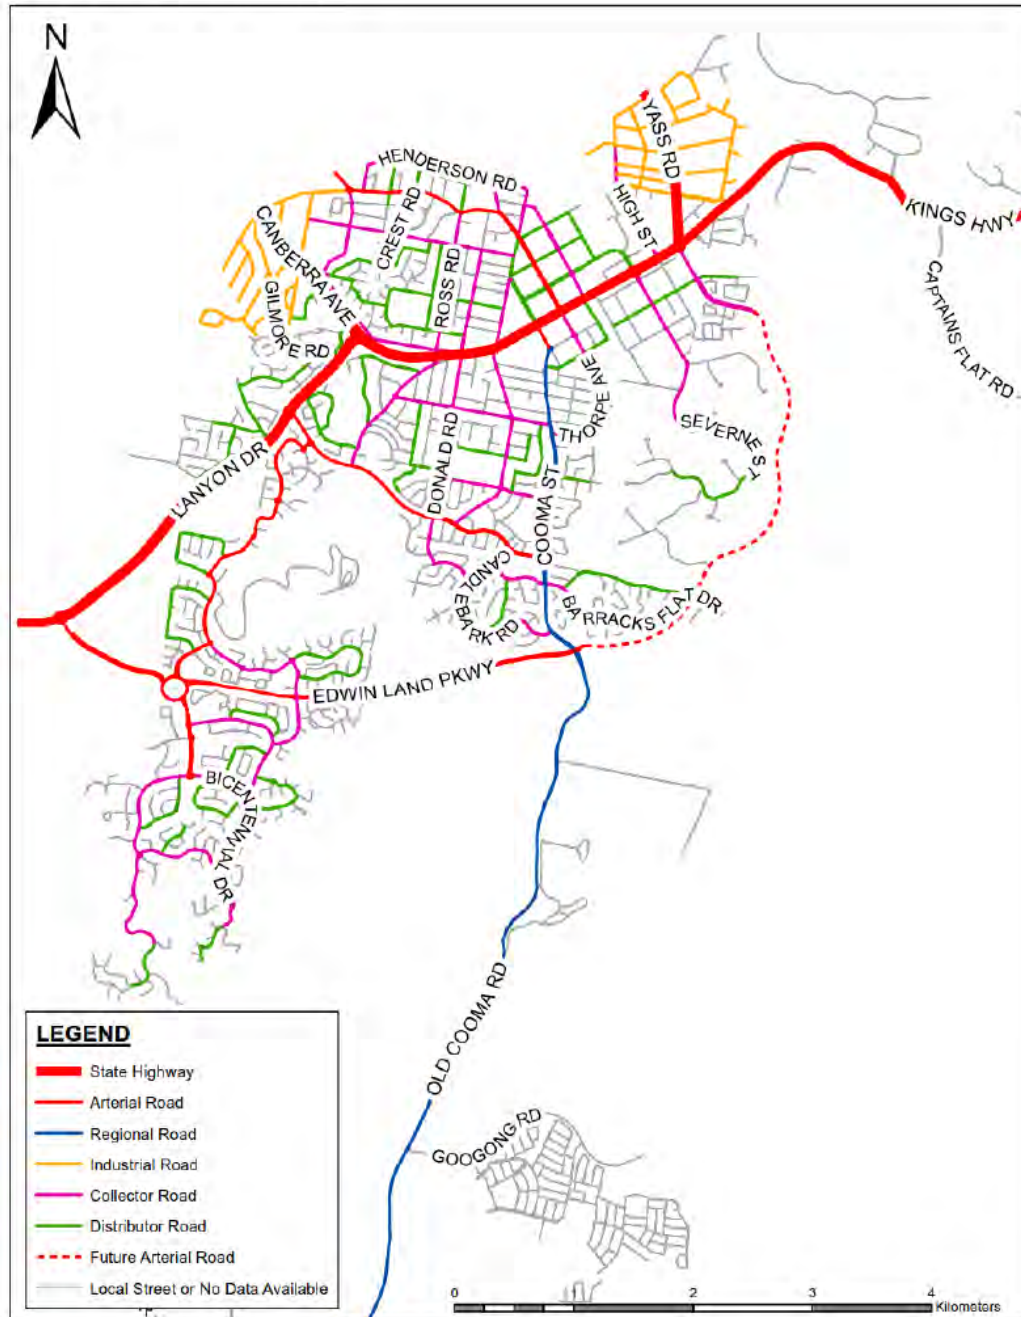 N
YASS RD
HENDERSON RD
HIGH ST
KINGS HWY
CREST RD
CANBERRA AVE
ROSS RD
GILMORE RD
CAPTAINS FLAT RD
THORPE AVE
SEVERNE ST
LANYON DR
DONALD RD
COOMA ST
CANDLEBARK RD
BARRACKS FLAT DR
EDWIN LAND PKWY
BICENTENNIAL DR
OLD COOMA RD
GOOGONG RD
LEGEND
State Highway
Arterial Road
Regional Road
Industrial Road
Collector Road
Distributor Road
Future Arterial Road
Local Street or No Data Available
0 1 2 3 4
Kilometers